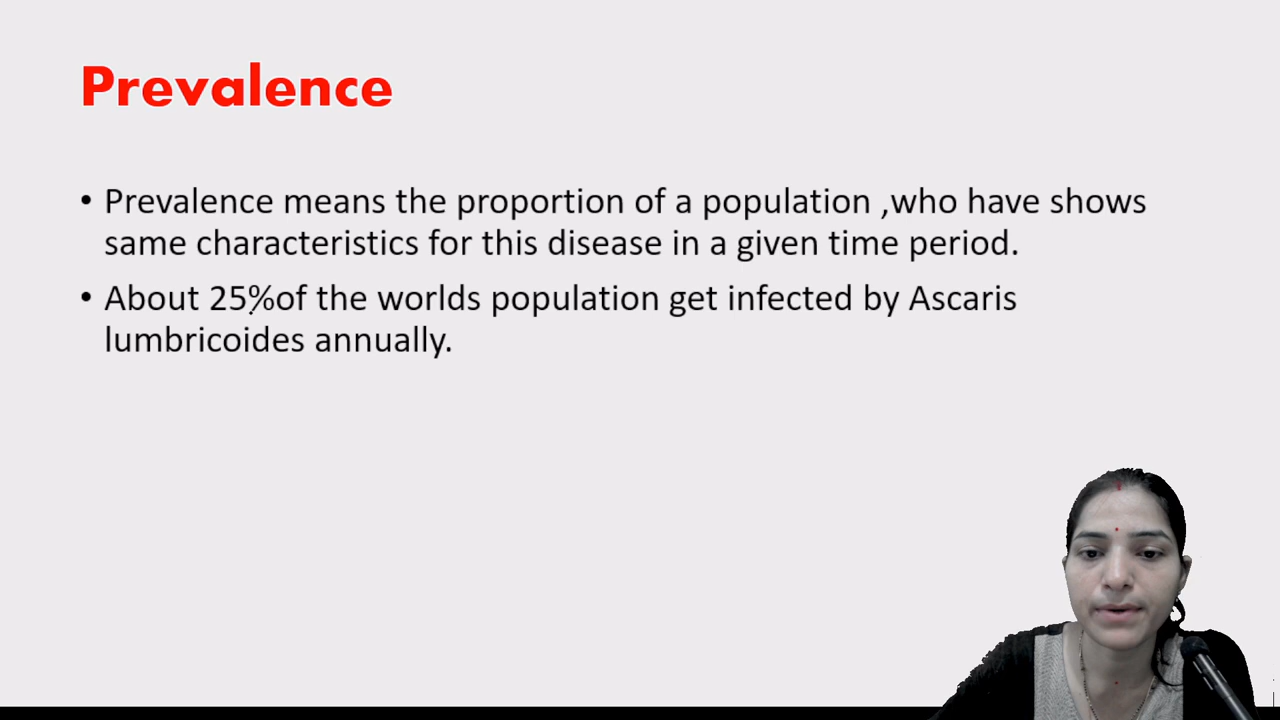 Prevalence
• Prevalence means the proportion of a population ,who have shows
same characteristics for this disease in a given time period.
• About 25%of the worlds population get infected by Ascaris
lumbricoides annually.